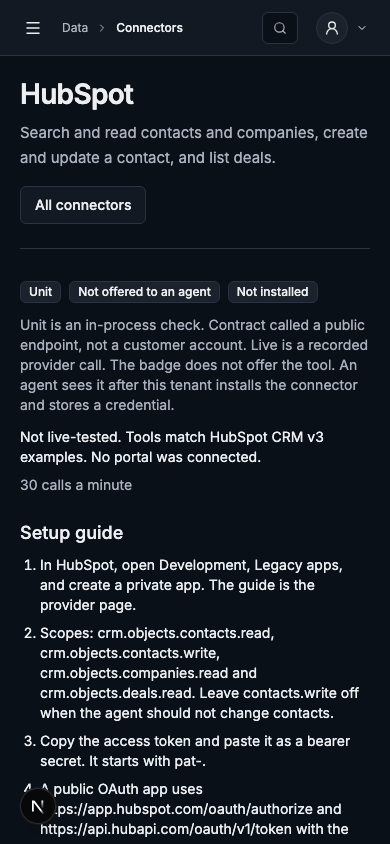 Data > Connectors
HubSpot
Search and read contacts and companies, create
and update a contact, and list deals.
All connectors
Unit Not offered to an agent Not installed
Unit is an in-process check. Contract called a public
endpoint, not a customer account. Live is a recorded
provider call. The badge does not offer the tool. An
agent sees it after this tenant installs the connector
and stores a credential.
Not live-tested. Tools match HubSpot CRM v3
examples. No portal was connected.
30 calls a minute
Setup guide
1. In HubSpot, open Development, Legacy apps,
and create a private app. The guide is the
provider page.
2. Scopes: crm.objects.contacts.read,
crm.objects.contacts.write,
crm.objects.companies.read and
crm.objects.deals.read. Leave contacts.write off
when the agent should not change contacts.
3. Copy the access token and paste it as a bearer
secret. It starts with pat-.
4. A public OAuth app uses
N
://app.hubspot.com/oauth/authorize and
https://api.hubapi.com/oauth/v1/token with the